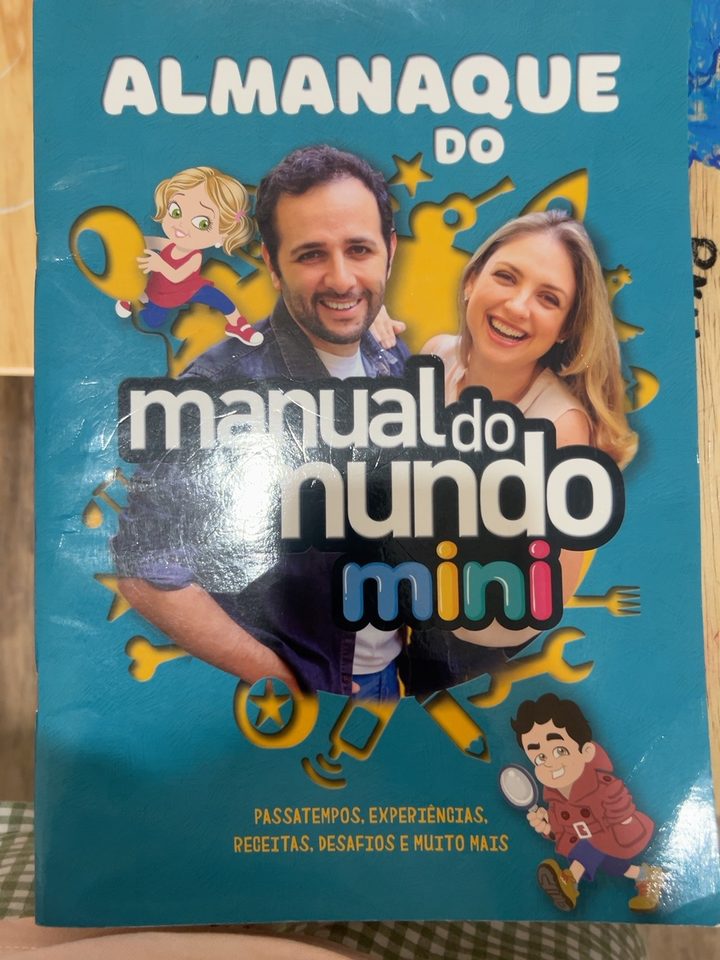 ALMANAQUE
DO
manual do
mundo
mini
PASSATEMPOS, EXPERIÊNCIAS,
RECEITAS, DESAFIOS E MUITO MAIS